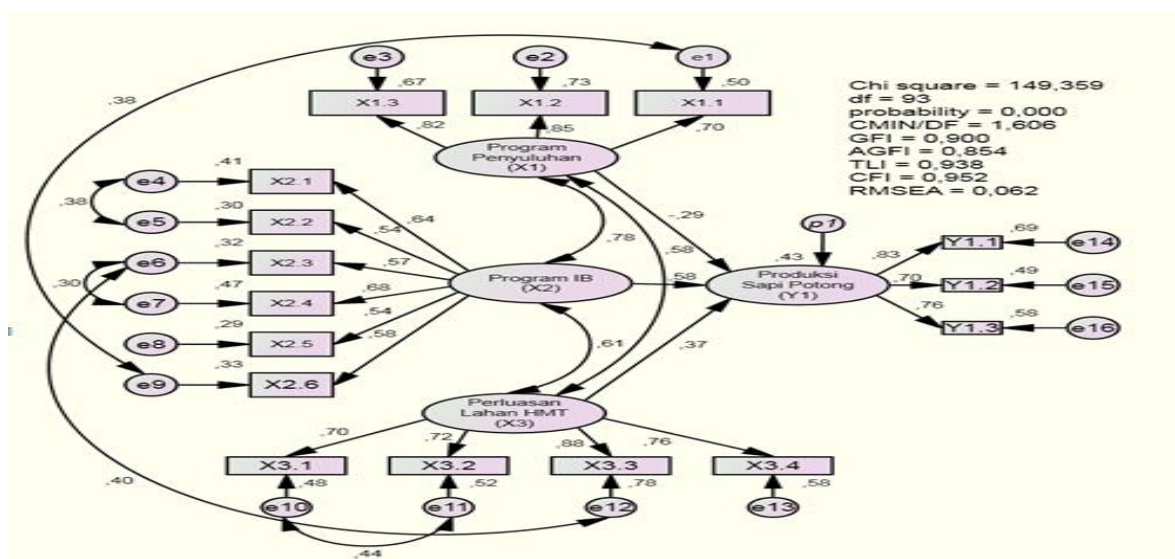 e3
e2
e1
,67
,73
,50
X1.3
X1.2
X1.1
,82
,85
,70
Program
Penyuluhan
(X1)
Chi square = 149,359
df = 93
probability = 0,000
CMIN/DF = 1,606
GFI = 0,900
AGFI = 0,854
TLI = 0,938
CFI = 0,952
RMSEA = 0,062
,38
,41
e4
X2.1
,38
,30
e5
X2.2
,32
e6
X2.3
,30
,47
e7
X2.4
,29
e8
X2.5
,33
e9
X2.6
,64
,54
,57
,68
,54
,58
Program IB
(X2)
,78
-,29
,58
,58
,61
,37
p1
,43
Produksi
Sapi Potong
(Y1)
,83
,70
,76
,69
Y1.1
e14
,49
Y1.2
e15
,58
Y1.3
e16
Perluasan
Lahan HMT
(X3)
,70
,72
,88
,76
X3.1
X3.2
X3.3
X3.4
,48
,52
,78
,58
e10
e11
e12
e13
,40
,44